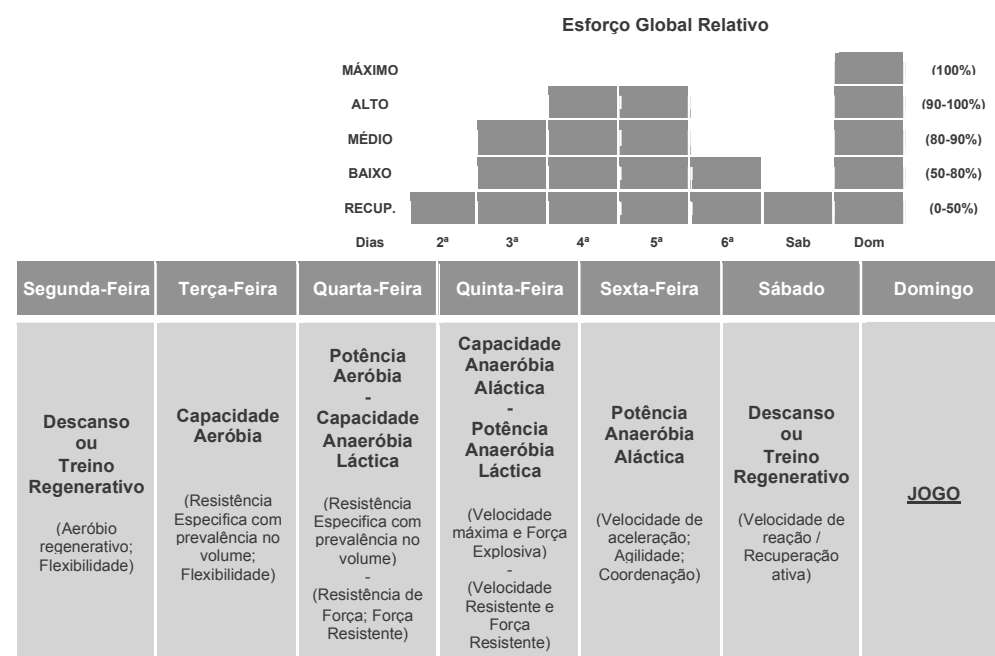 Esforço Global Relativo
MÁXIMO
(100%)
ALTO
(90-100%)
MÉDIO
(80-90%)
BAIXO
(50-80%)
RECUP.
(0-50%)
Dias 2ª 3ª 4ª 5ª 6ª Sab Dom
Segunda-Feira
Terça-Feira
Quarta-Feira
Quinta-Feira
Sexta-Feira
Sábado
Domingo
Descanso
ou
Treino
Regenerativo
(Aeróbio
regenerativo;
Flexibilidade)
Capacidade
Aeróbia
(Resistência
Especifica com
prevalência no
volume;
Flexibilidade)
Potência
Aeróbia
-
Capacidade
Anaeróbia
Láctica
(Resistência
Especifica com
prevalência no
volume)
-
(Resistência de
Força; Força
Resistente)
Capacidade
Anaeróbia
Aláctica
-
Potência
Anaeróbia
Láctica
(Velocidade
máxima e Força
Explosiva)
-
(Velocidade
Resistente e
Força
Resistente)
Potência
Anaeróbia
Aláctica
(Velocidade de
aceleração;
Agilidade;
Coordenação)
Descanso
ou
Treino
Regenerativo
(Velocidade de
reação /
Recuperação
ativa)
JOGO